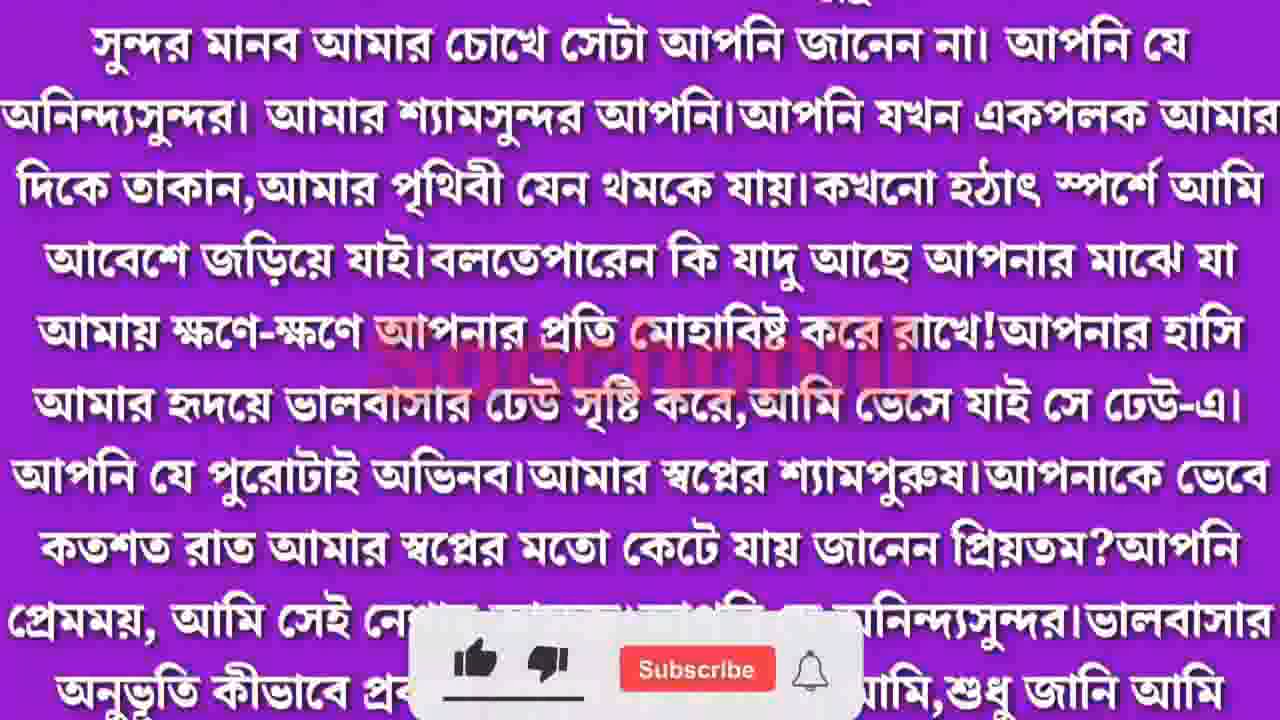 সুন্দর মানব আমার চোখে সেটা আপনি জানেন না। আপনি যে
অনিন্দ্যসুন্দর। আমার শ্যামসুন্দর আপনি।আপনি যখন একপলক আমার
দিকে তাকান,আমার পৃথিবী যেন থমকে যায়।কখনো হঠাৎ স্পর্শে আমি
আবেশে জড়িয়ে যাই।বলতেপারেন কি যাদু আছে আপনার মাঝে যা
আমায় ক্ষণে-ক্ষণে আপনার প্রতি মোহাবিষ্ট করে রাখে!আপনার হাসি
আমার হৃদয়ে ভালবাসার ঢেউ সৃষ্টি করে,আমি ভেসে যাই সে ঢেউ-এ।
আপনি যে পুরোটাই অভিনব।আমার স্বপ্নের শ্যামপুরুষ।আপনাকে ভেবে
কতশত রাত আমার স্বপ্নের মতো কেটে যায় জানেন প্রিয়তম?আপনি
প্রেমময়, আমি সেই অনিন্দ্যসুন্দর।ভালবাসার
অনুভূতি কীভাবে আমি,শুধু জানি আমি
Subscribe